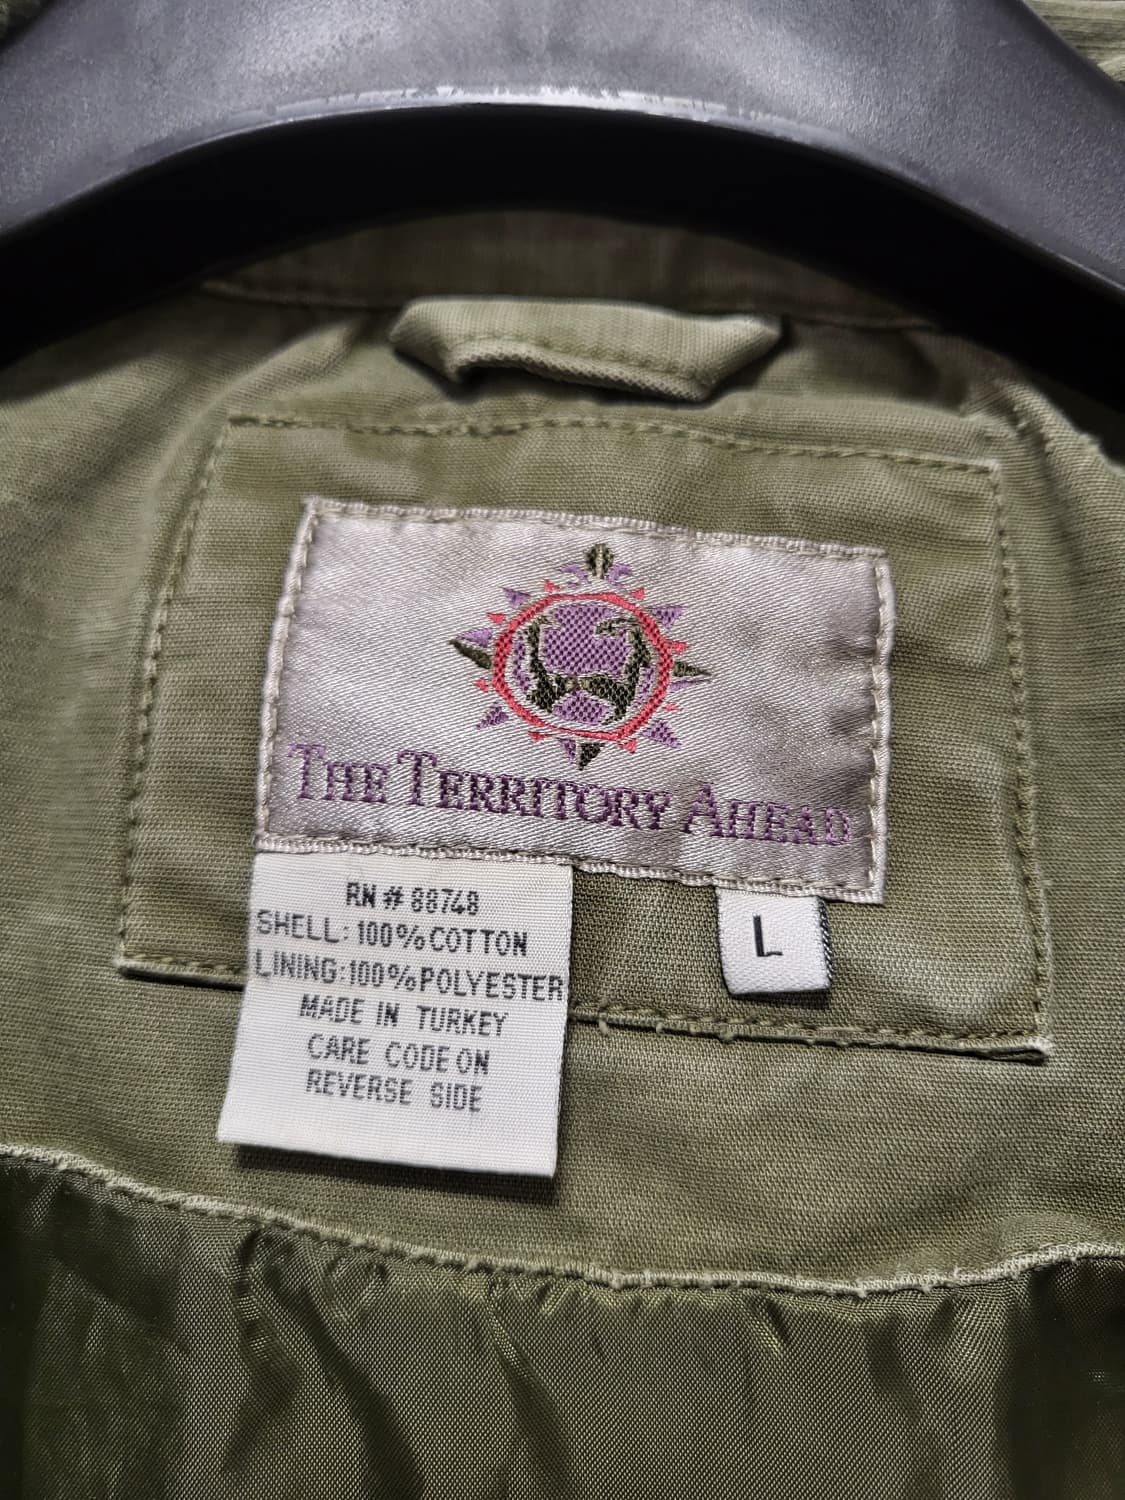 THE TERRITORY AHEAD
RN # 88748
SHELL: 100% COTTON
LINING: 100% POLYESTER
MADE IN TURKEY
CARE CODE ON
REVERSE SIDE
L